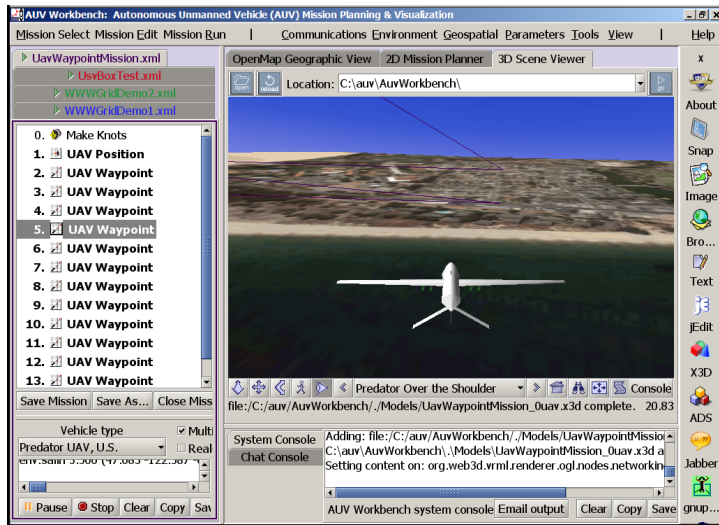 AUV Workbench: Autonomous Unmanned Vehicle (AUV) Mission Planning & Visualization
Mission Select Mission Edit Mission Run | Communications Environment Geospatial Parameters Tools View | Help
UavWaypointMission.xml
UsvBoxTest.xml
WWWGridDemo2.xml
WWWGridDemo1.xml
0. Make Knots
1. UAV Position
2. UAV Waypoint
3. UAV Waypoint
4. UAV Waypoint
5. UAV Waypoint
6. UAV Waypoint
7. UAV Waypoint
8. UAV Waypoint
9. UAV Waypoint
10. UAV Waypoint
11. UAV Waypoint
12. UAV Waypoint
13. UAV Waypoint
Save Mission Save As... Close Miss
Vehicle type Multi
Predator UAV, U.S. Real
Pause Stop Clear Copy Sav
OpenMap Geographic View 2D Mission Planner 3D Scene Viewer
open reload Location: C:\auv\AuvWorkbench\ go
Predator Over the Shoulder Console
file:/C:/auv/AuvWorkbench/./Models/UavWaypointMission_0uav.x3d complete. 20.83
System Console
Chat Console
Adding: file:/C:/auv/AuvWorkbench/./Models/UavWaypointMission
C:\auv\AuvWorkbench\.\Models\UavWaypointMission_0uav.x3d a
Setting content on: org.web3d.vrml.renderer.ogl.nodes.networkin
AUV Workbench system console Email output Clear Copy Save
x
About
Snap
Image
Bro...
Text
jEdit
X3D
ADS
Jabber
gnup...